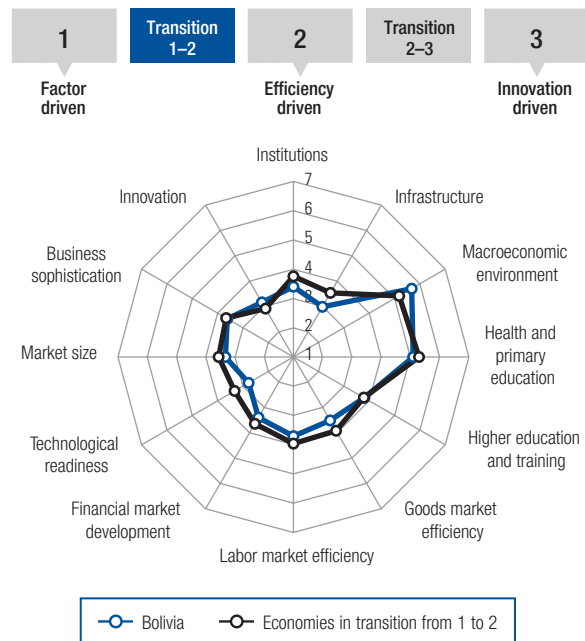 1
Transition
1–2
2
Transition
2–3
3
Factor
driven
Efficiency
driven
Innovation
driven
Institutions
Infrastructure
Macroeconomic
environment
Health and
primary
education
Higher education
and training
Goods market
efficiency
Labor market efficiency
Financial market
development
Technological
readiness
Market size
Business
sophistication
Innovation
7
6
5
4
3
2
1
Bolivia
Economies in transition from 1 to 2